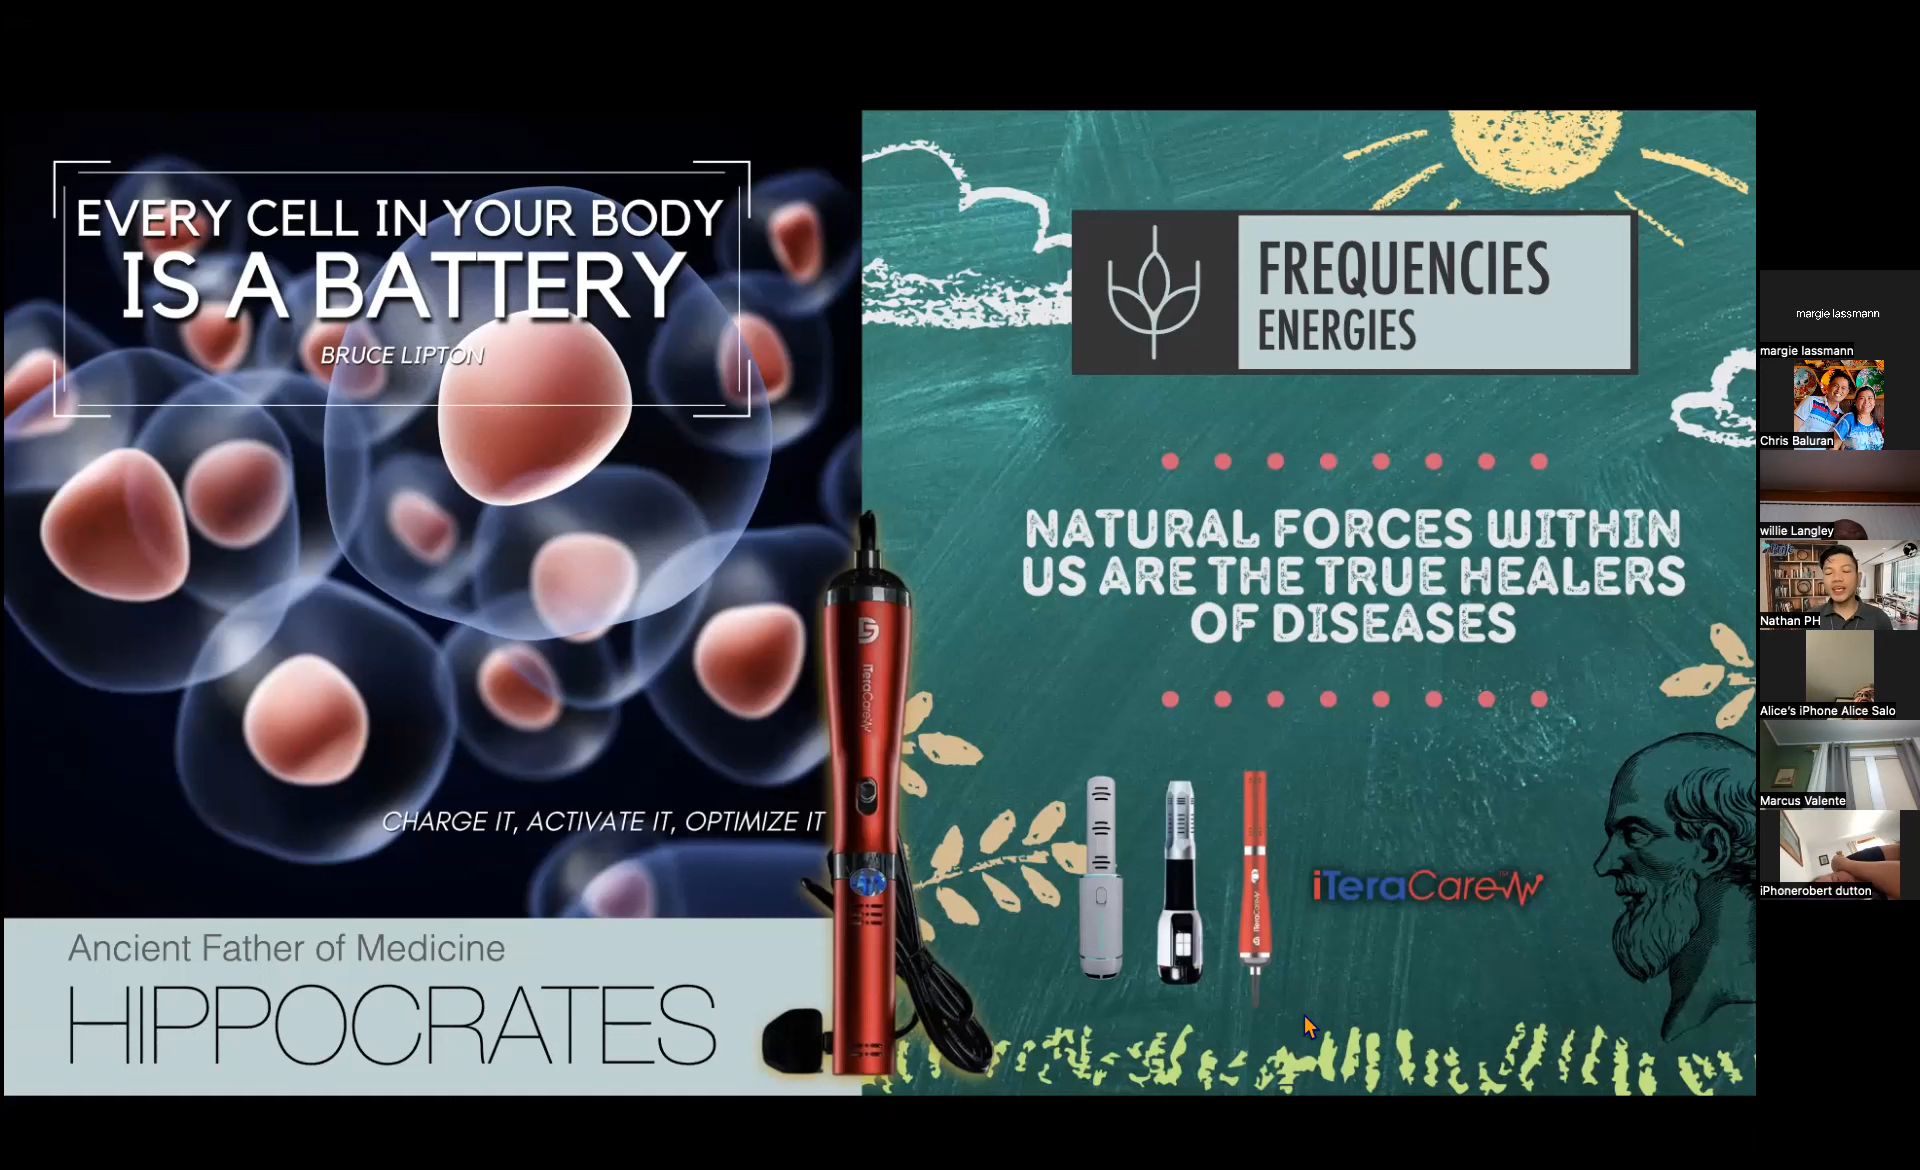 EVERY CELL IN YOUR BODY
IS A BATTERY
BRUCE LIPTON
CHARGE IT, ACTIVATE IT, OPTIMIZE IT
Ancient Father of Medicine
HIPPOCRATES
iTeraCare
FREQUENCIES
ENERGIES
NATURAL FORCES WITHIN
US ARE THE TRUE HEALERS
OF DISEASES
iTeraCare
iTeraCare
margie lassmann
margie lassmann
Chris Baluran
willie Langley
Nathan PH
Alice's iPhone Alice Salo
Marcus Valente
iPhonerobert dutton